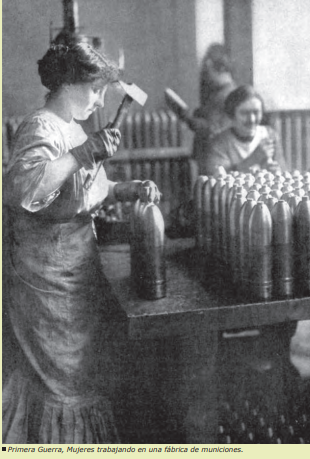 Primera Guerra, Mujeres trabajando en una fábrica de municiones.